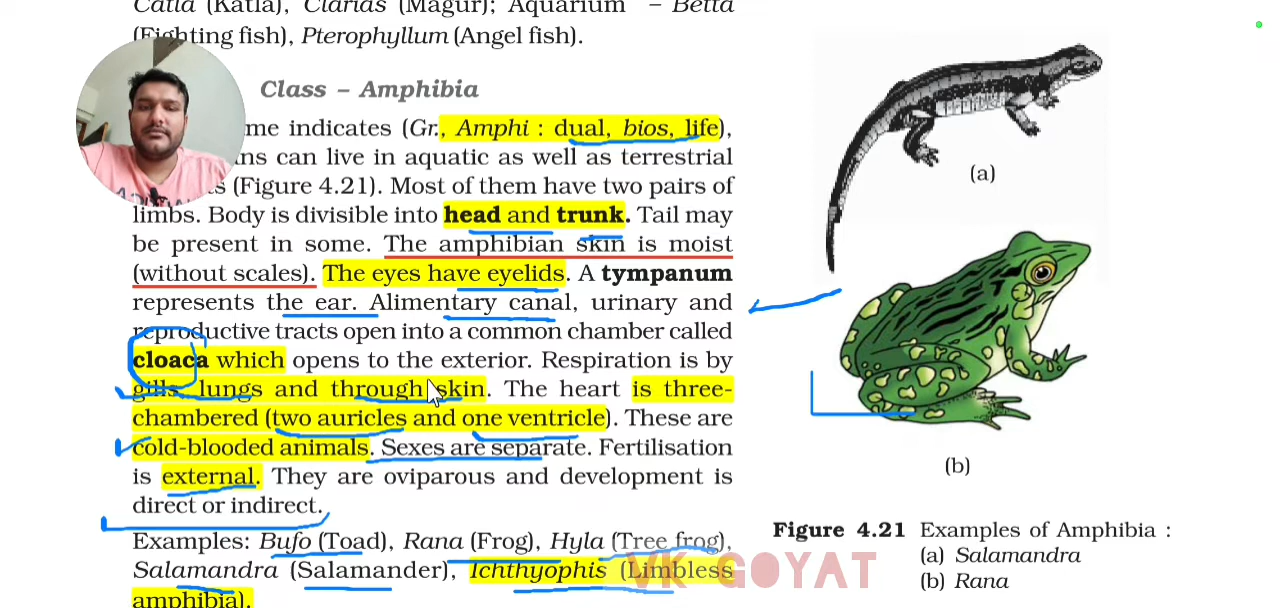 Catla (Katla), Clarias (Magur); Aquarium – Betta
(Fighting fish), Pterophyllum (Angel fish).
Class – Amphibia
me indicates (Gr., Amphi : dual, bios, life),
ns can live in aquatic as well as terrestrial
s (Figure 4.21). Most of them have two pairs of
limbs. Body is divisible into head and trunk. Tail may
be present in some. The amphibian skin is moist
(without scales). The eyes have eyelids. A tympanum
represents the ear. Alimentary canal, urinary and
reproductive tracts open into a common chamber called
cloaca which opens to the exterior. Respiration is by
gills, lungs and through skin. The heart is three-
chambered (two auricles and one ventricle). These are
cold-blooded animals. Sexes are separate. Fertilisation
is external. They are oviparous and development is
direct or indirect.
Examples: Bufo (Toad), Rana (Frog), Hyla (Tree frog),
Salamandra (Salamander), Ichthyophis (Limbless
amphibia).
(a)
(b)
Figure 4.21 Examples of Amphibia :
(a) Salamandra
(b) Rana
VK GOYAT